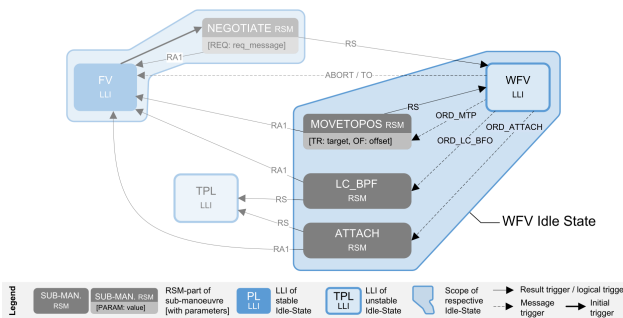 NEGOTIATE RSM
[REQ: req_message]
RS
RA1
ABORT / TO
FV
LLI
WFV
LLI
RS
ORD_MTP
ORD_ATTACH
MOVETOPOS RSM
[TR: target, OF: offset]
RA1
ORD_LC_BFO
RA1
LC_BPF
RSM
TPL
LLI
RS
RS
ATTACH
RSM
RA1
WFV Idle State
Legend
SUB-MAN.
RSM
SUB-MAN. RSM
[PARAM: value]
RSM-part of
sub-manoeuvre
[with parameters]
PL
LLI
LLI of
stable
Idle-State
TPL
LLI
LLI of
unstable
Idle-State
Scope of
respective
Idle-State
Result trigger / logical trigge
Message
trigger
Initial
trigger